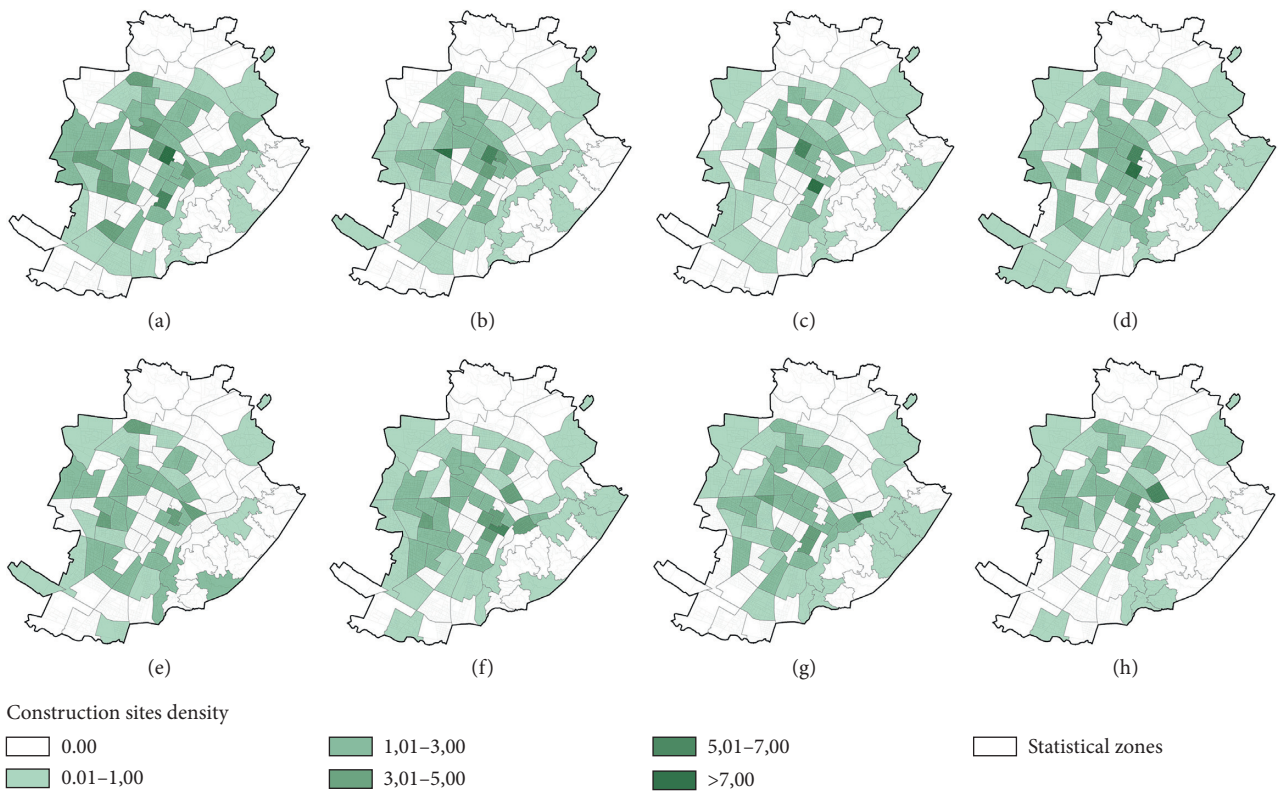 (a)
(b)
(c)
(d)
(e)
(f)
(g)
(h)
Construction sites density
0.00
1,01–3,00
5,01–7,00
Statistical zones
0.01–1,00
3,01–5,00
>7,00